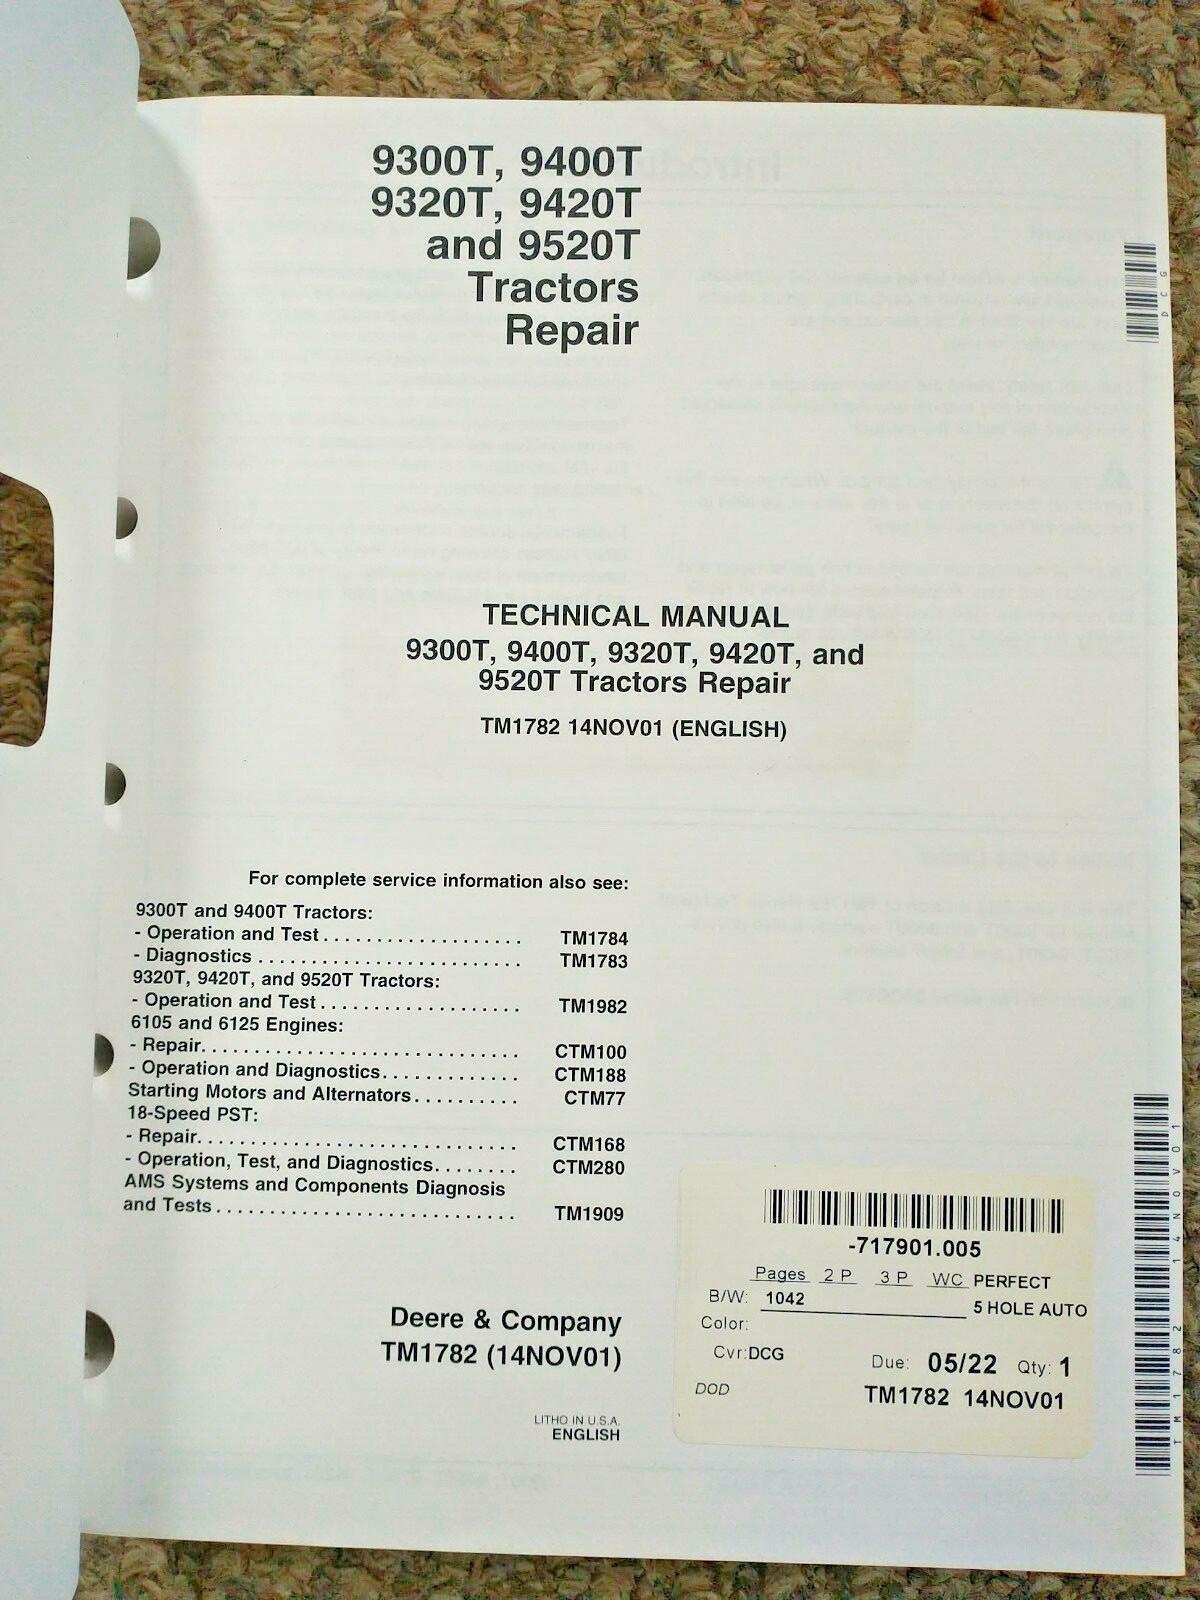 9300T, 9400T
9320T, 9420T
and 9520T
Tractors
Repair
TECHNICAL MANUAL
9300T, 9400T, 9320T, 9420T, and
9520T Tractors Repair
TM1782 14NOV01 (ENGLISH)
For complete service information also see:
9300T and 9400T Tractors:
- Operation and Test................... TM1784
- Diagnostics ......................... TM1783
9320T, 9420T, and 9520T Tractors:
- Operation and Test................... TM1982
6105 and 6125 Engines:
- Repair.............................. CTM100
- Operation and Diagnostics............. CTM188
Starting Motors and Alternators.......... CTM77
18-Speed PST:
- Repair.............................. CTM168
- Operation, Test, and Diagnostics........ CTM280
AMS Systems and Components Diagnosis
and Tests............................ TM1909
Deere & Company
TM1782 (14NOV01)
LITHO IN U.S.A.
ENGLISH
-717901.005
Pages 2 P 3 P WC PERFECT
B/W: 1042 5 HOLE AUTO
Color:
Cvr:DCG Due: 05/22 Qty: 1
DOD TM1782 14NOV01
TM1782 14NOV01